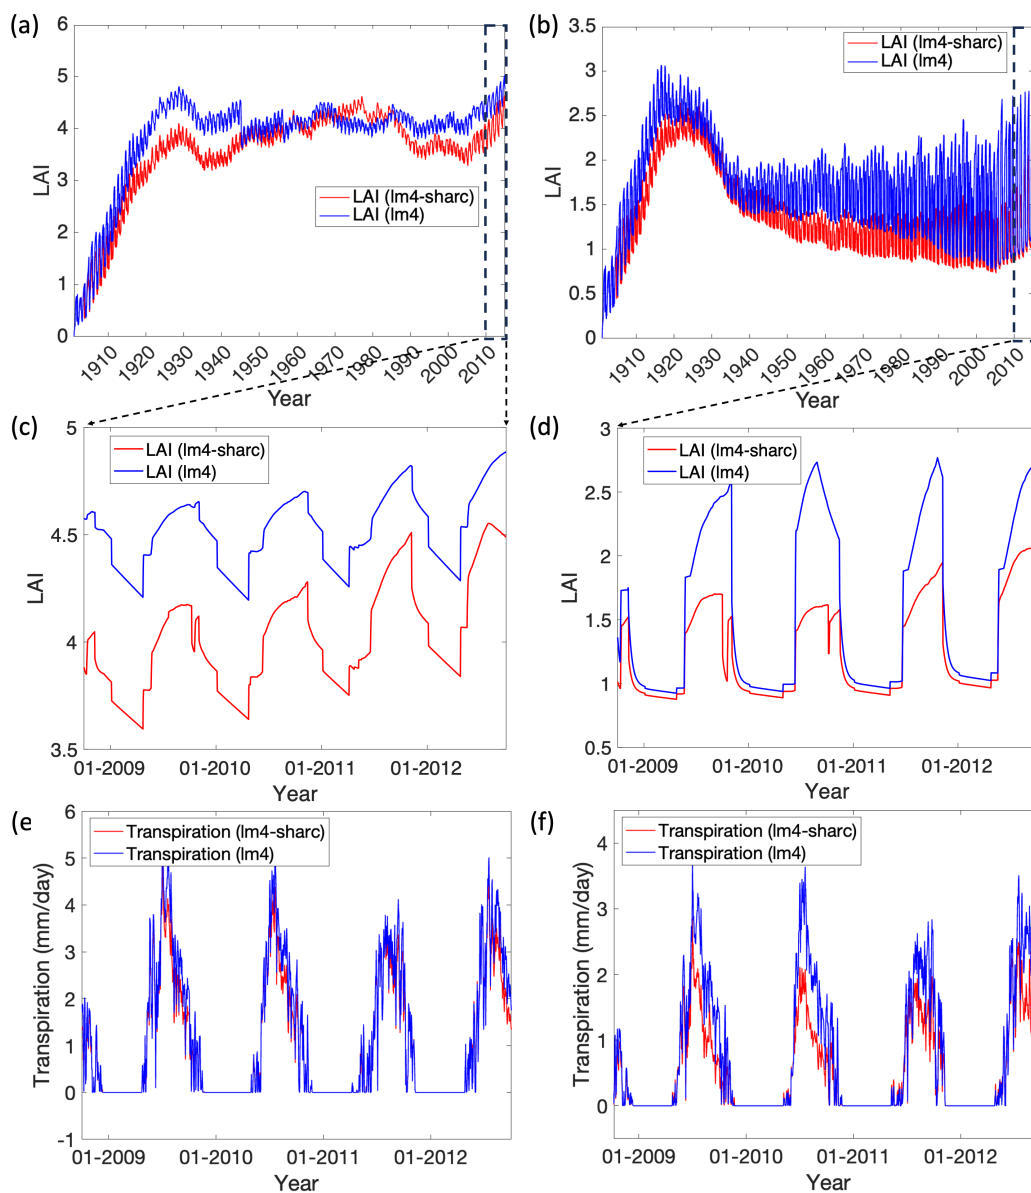 (a)
6
5
4
3
2
1
0
LAI
LAI (lm4-sharc)
LAI (lm4)
1910
1920
1930
1940
1950
1960
1970
1980
1990
2000
2010
Year
(b)
3.5
3
2.5
2
1.5
1
0.5
0
LAI
LAI (lm4-sharc)
LAI (lm4)
1910
1920
1930
1940
1950
1960
1970
1980
1990
2000
2010
Year
(c)
5
4.5
4
3.5
LAI
LAI (lm4-sharc)
LAI (lm4)
01-2009
01-2010
01-2011
01-2012
Year
(d)
3
2.5
2
1.5
1
0.5
LAI
LAI (lm4-sharc)
LAI (lm4)
01-2009
01-2010
01-2011
01-2012
Year
(e
6
5
4
3
2
1
0
-1
Transpiration (mm/day)
Transpiration (lm4-sharc)
Transpiration (lm4)
01-2009
01-2010
01-2011
01-2012
Year
(f)
4
3
2
1
0
Transpiration (mm/day)
Transpiration (lm4-sharc)
Transpiration (lm4)
01-2009
01-2010
01-2011
01-2012
Year